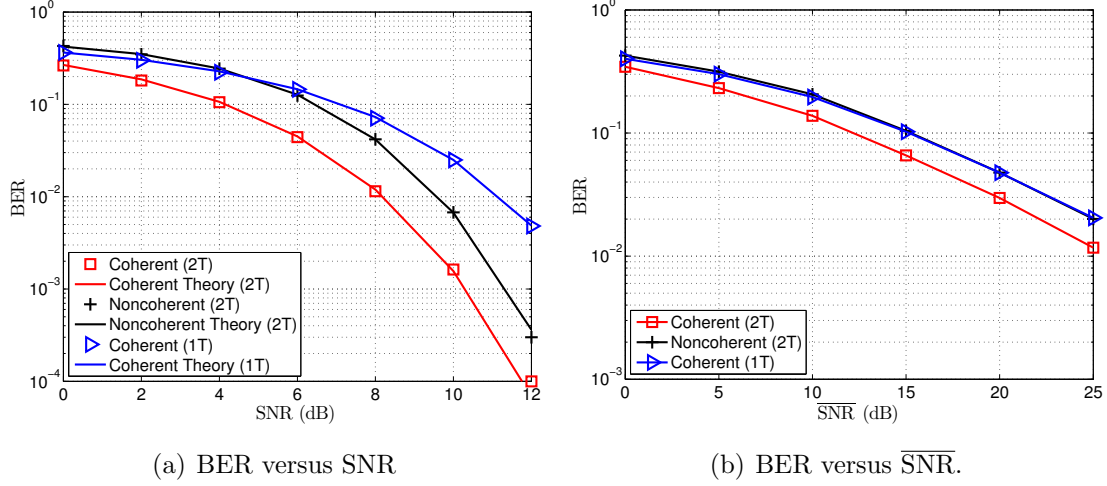 10^0
10^-1
10^-2
10^-3
10^-4
BER
0 2 4 6 8 10 12
SNR (dB)
Coherent (2T)
Coherent Theory (2T)
Noncoherent (2T)
Noncoherent Theory (2T)
Coherent (1T)
Coherent Theory (1T)
(a) BER versus SNR
10^0
10^-1
10^-2
10^-3
BER
0 5 10 15 20 25
S̅N̅R̅ (dB)
Coherent (2T)
Noncoherent (2T)
Coherent (1T)
(b) BER versus S̅N̅R̅.